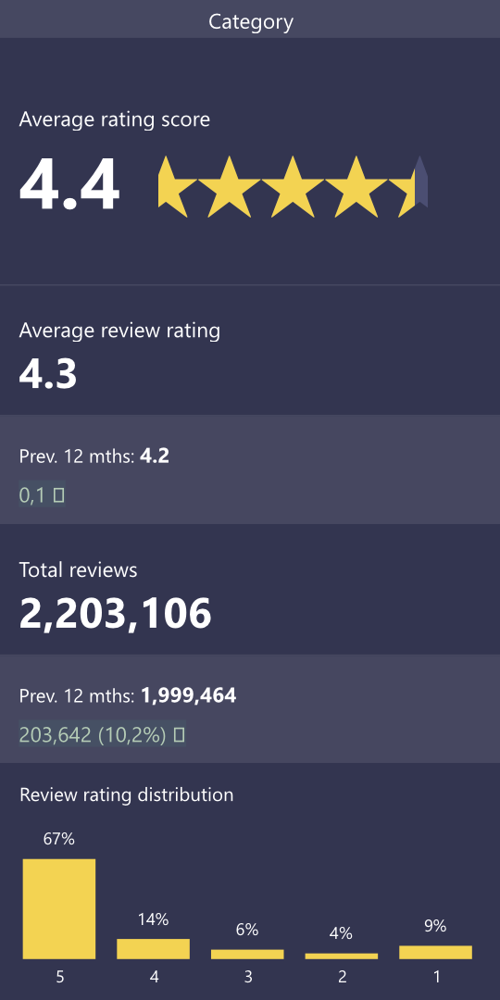 Category
Average rating score
4.4
Average review rating
4.3
Prev. 12 mths: 4.2
0,1
Total reviews
2,203,106
Prev. 12 mths: 1,999,464
203,642 (10,2%)
Review rating distribution
67%
14%
6%
4%
9%
5 4 3 2 1